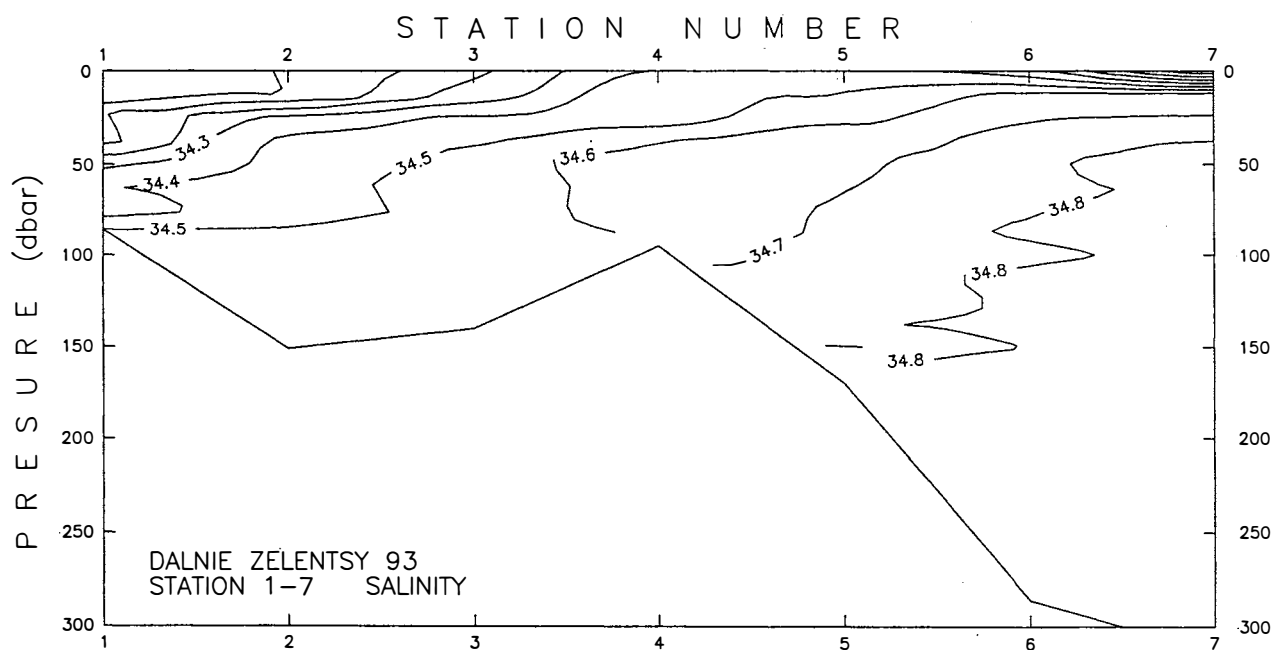 STATION NUMBER
1 2 3 4 5 6 7
0 0
50 50
100 100
150 150
200 200
250 250
300 300
PRESSURE (dbar)
34.3
34.4
34.5
34.5
34.6
34.7
34.8
34.8
34.8
DALNIE ZELENTSY 93
STATION 1-7 SALINITY
1 2 3 4 5 6 7